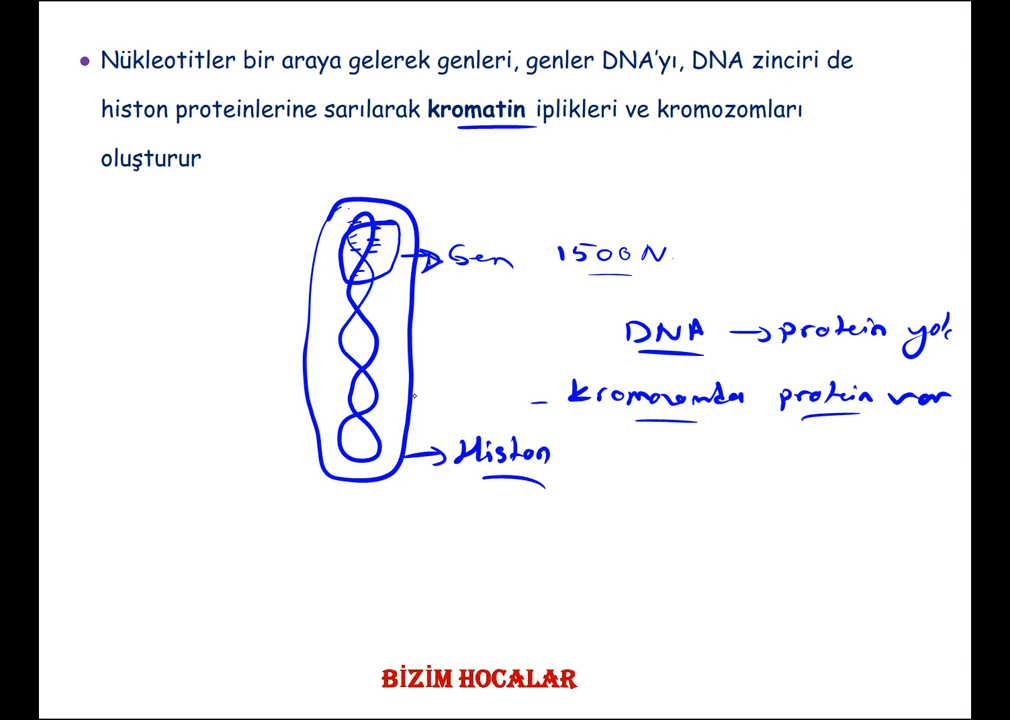 • Nükleotitler bir araya gelerek genleri, genler DNA'yı, DNA zinciri de
histon proteinlerine sarılarak kromatin iplikleri ve kromozomları
oluşturur
Gen 1500 N
DNA → protein yok
- kromozomda protein var
Histon
BİZİM HOCALAR